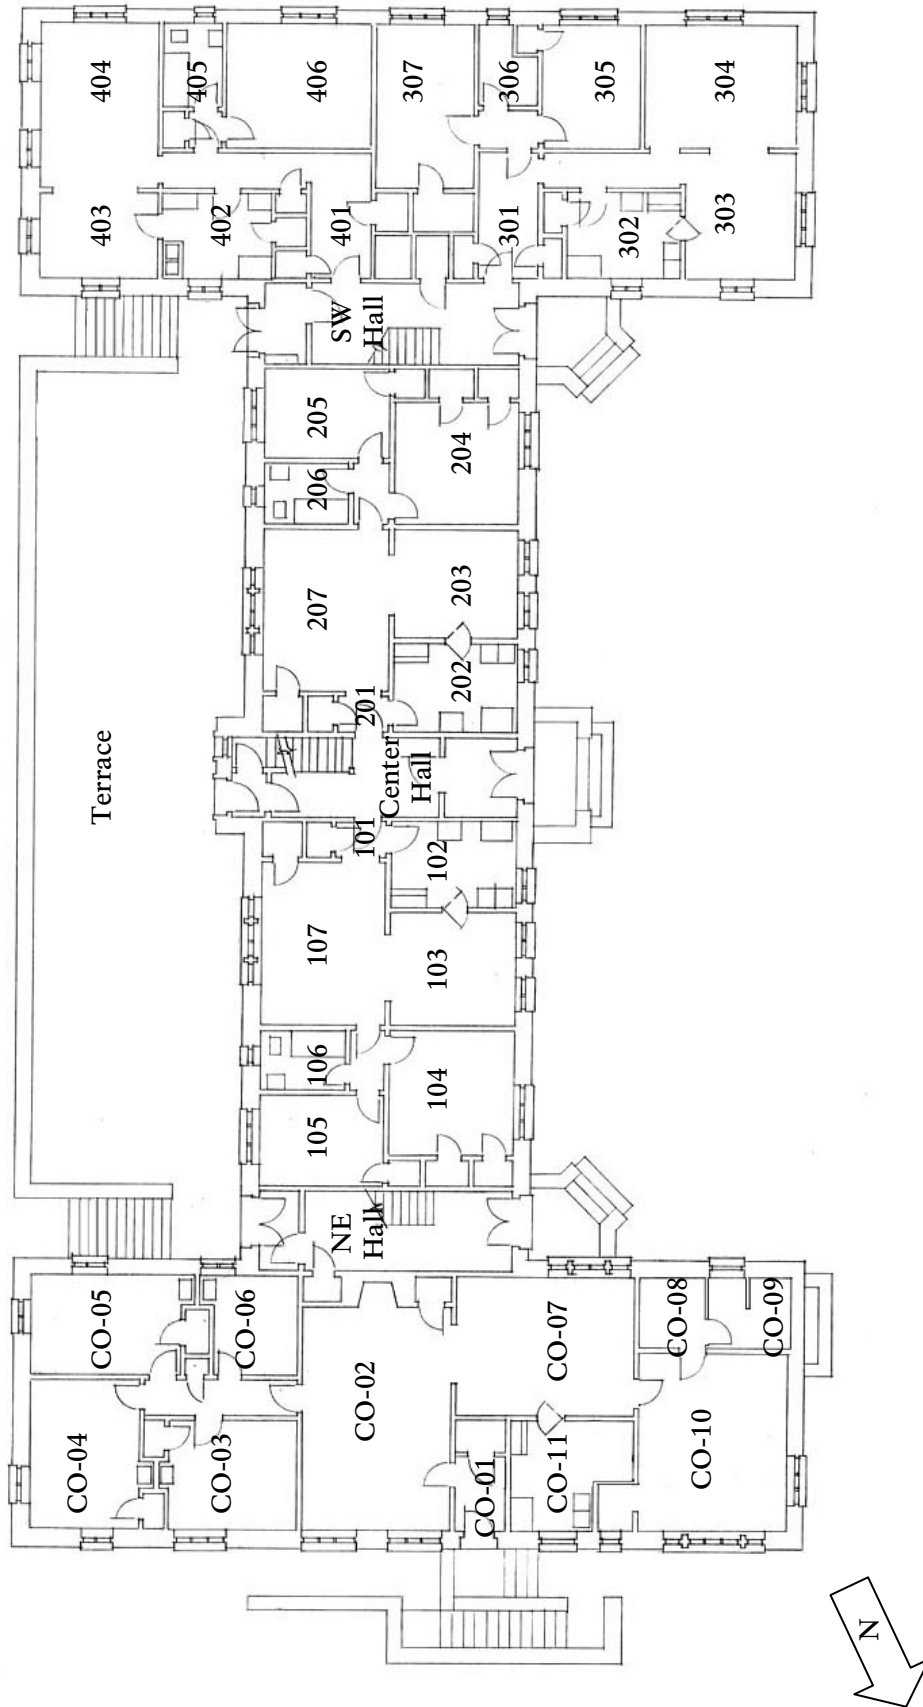 404
405
406
307
306
305
304
403
402
401
301
302
303
SW
Hall
205
206
204
207
203
202
201
Terrace
Center
Hall
101
102
107
103
106
104
105
NE
Hall
CO-05
CO-06
CO-07
CO-08
CO-09
CO-02
CO-04
CO-03
CO-01
CO-11
CO-10
N